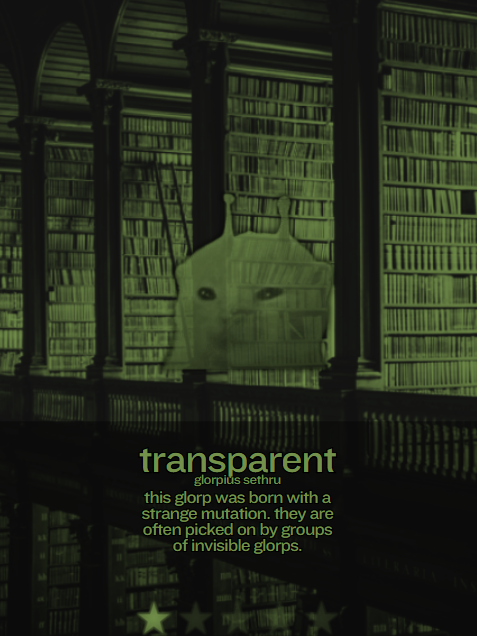 transparent
glorpius sethru
this glorp was born with a
strange mutation. they are
often picked on by groups
of invisible glorps.